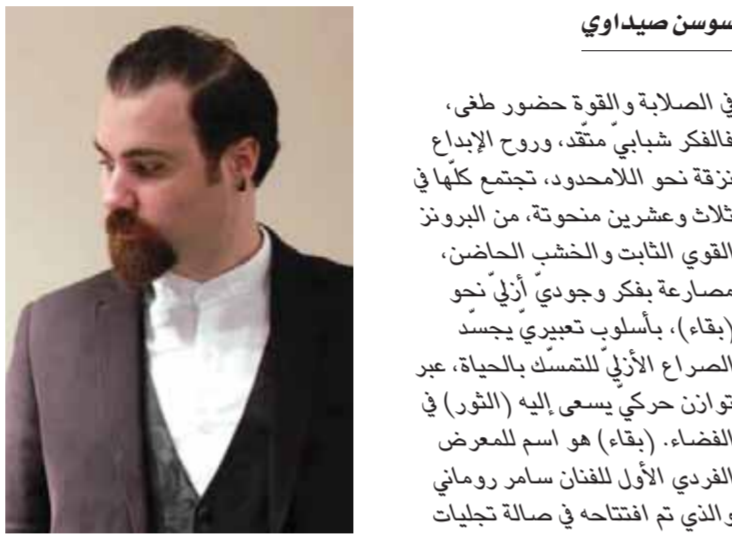 سوسن صيداوي
في الصلابة والقوة حضور طغى،
فالفكر شبابيّ متّقد، وروح الإبداع
نزقة نحو اللامحدود، تجتمع كلّها في
ثلاث وعشرين منحوتة، من البرونز
القوي الثابت والخشب الحاضن،
مصارعة بفكر وجوديّ أزليّ نحو
(بقاء)، بأسلوب تعبيريّ يجسّد
الصراع الأزليّ للتمسّك بالحياة، عبر
توازن حركيّ يسعى إليه (الثور) في
الفضاء. (بقاء) هو اسم للمعرض
الفردي الأول للفنان سامر روماني
والذي تم افتتاحه في صالة تجليات